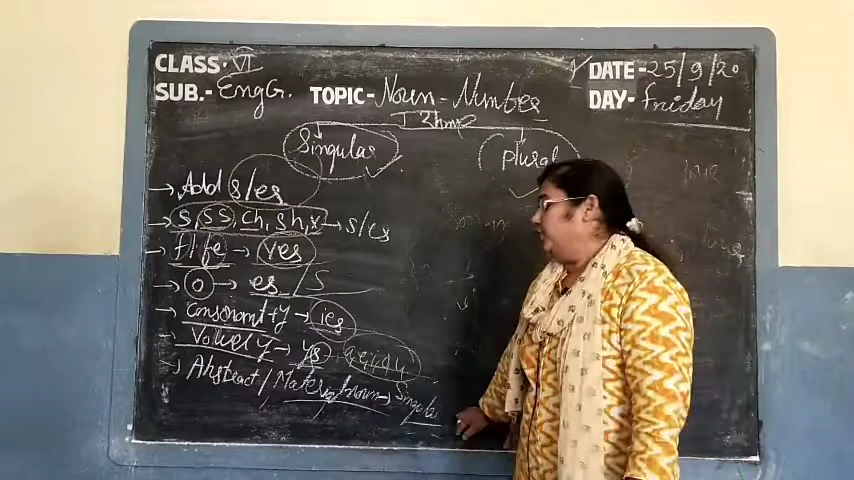 CLASS - VI
SUB. - EngG.
TOPIC - Noun - Number
DATE - 25/9/20
DAY - friday
Singular
plural
→ Add s/es
→ s, ss, ch, sh, x → s/es
→ f/fe → ves
→ o → es/s
→ consonant + y → ies
→ Vowel y → ys + a, e, i, o, u
→ Abstract / Material noun → Singular